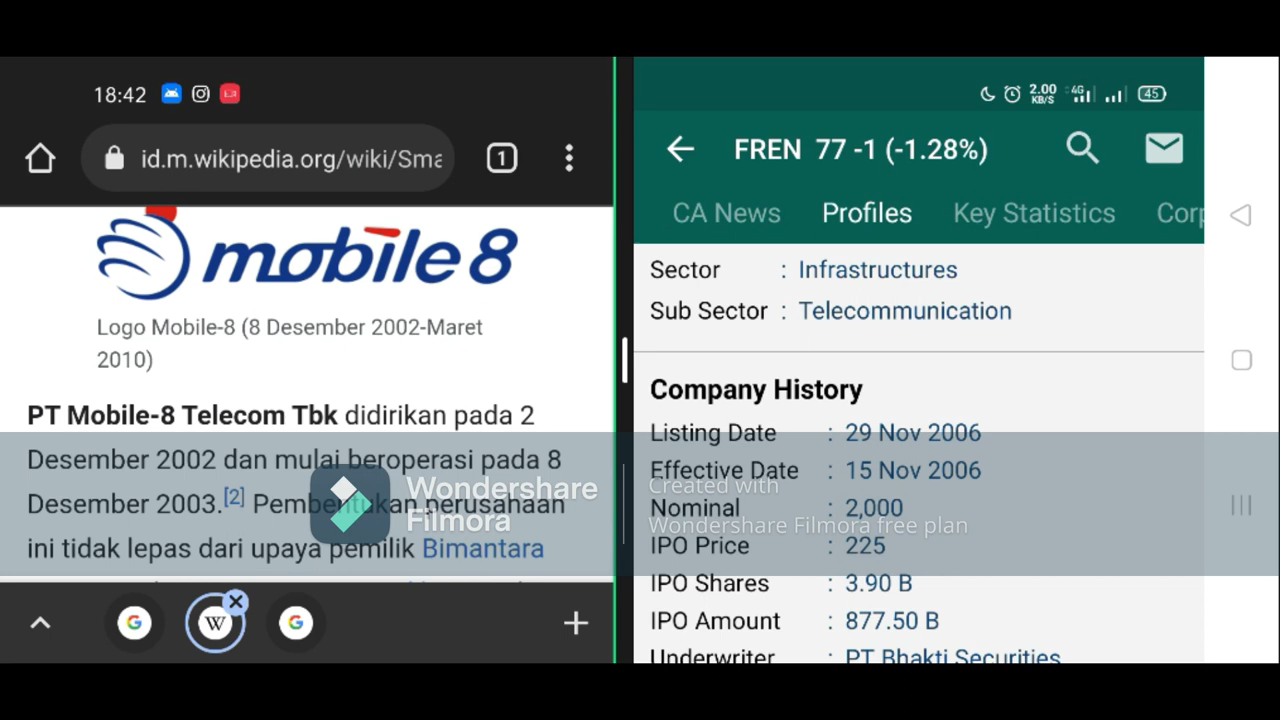 18:42
id.m.wikipedia.org/wiki/Sma
1
mobile 8
Logo Mobile-8 (8 Desember 2002-Maret
2010)
PT Mobile-8 Telecom Tbk didirikan pada 2
Desember 2002 dan mulai beroperasi pada 8
Desember 2003.[2] Pembentukan perusahaan
ini tidak lepas dari upaya pemilik Bimantara
G
W
G
2.00
KB/S
4G
45
FREN 77 -1 (-1.28%)
CA News Profiles Key Statistics Corp
Sector : Infrastructures
Sub Sector : Telecommunication
Company History
Listing Date : 29 Nov 2006
Effective Date : 15 Nov 2006
Nominal : 2,000
IPO Price : 225
IPO Shares : 3.90 B
IPO Amount : 877.50 B
Underwriter : PT Bhakti Securities
Wondershare
Filmora
Created with
Wondershare Filmora free plan